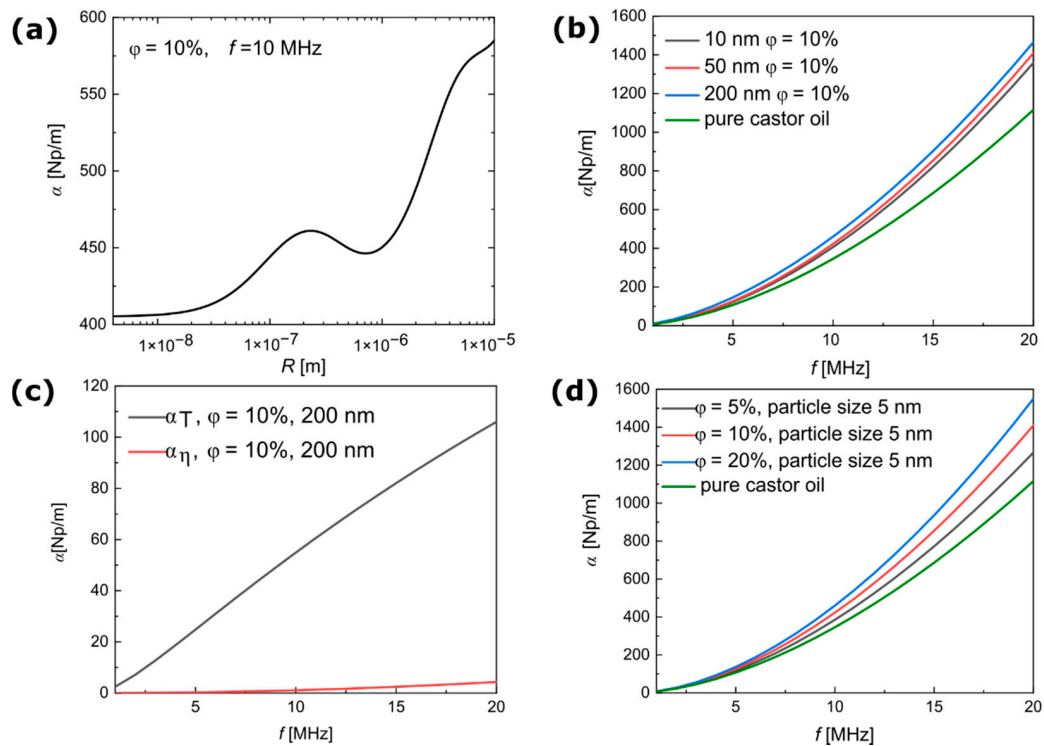 (a)
φ = 10%, f =10 MHz
600
550
500
450
400
α [Np/m]
1×10⁻⁸ 1×10⁻⁷ 1×10⁻⁶ 1×10⁻⁵
R [m]
(b)
10 nm φ = 10%
50 nm φ = 10%
200 nm φ = 10%
pure castor oil
1600
1400
1200
1000
800
600
400
200
0
α[Np/m]
5 10 15 20
f [MHz]
(c)
αT, φ = 10%, 200 nm
αη, φ = 10%, 200 nm
120
100
80
60
40
20
0
α[Np/m]
5 10 15 20
f [MHz]
(d)
φ = 5%, particle size 5 nm
φ = 10%, particle size 5 nm
φ = 20%, particle size 5 nm
pure castor oil
1600
1400
1200
1000
800
600
400
200
0
α [Np/m]
5 10 15 20
f [MHz]